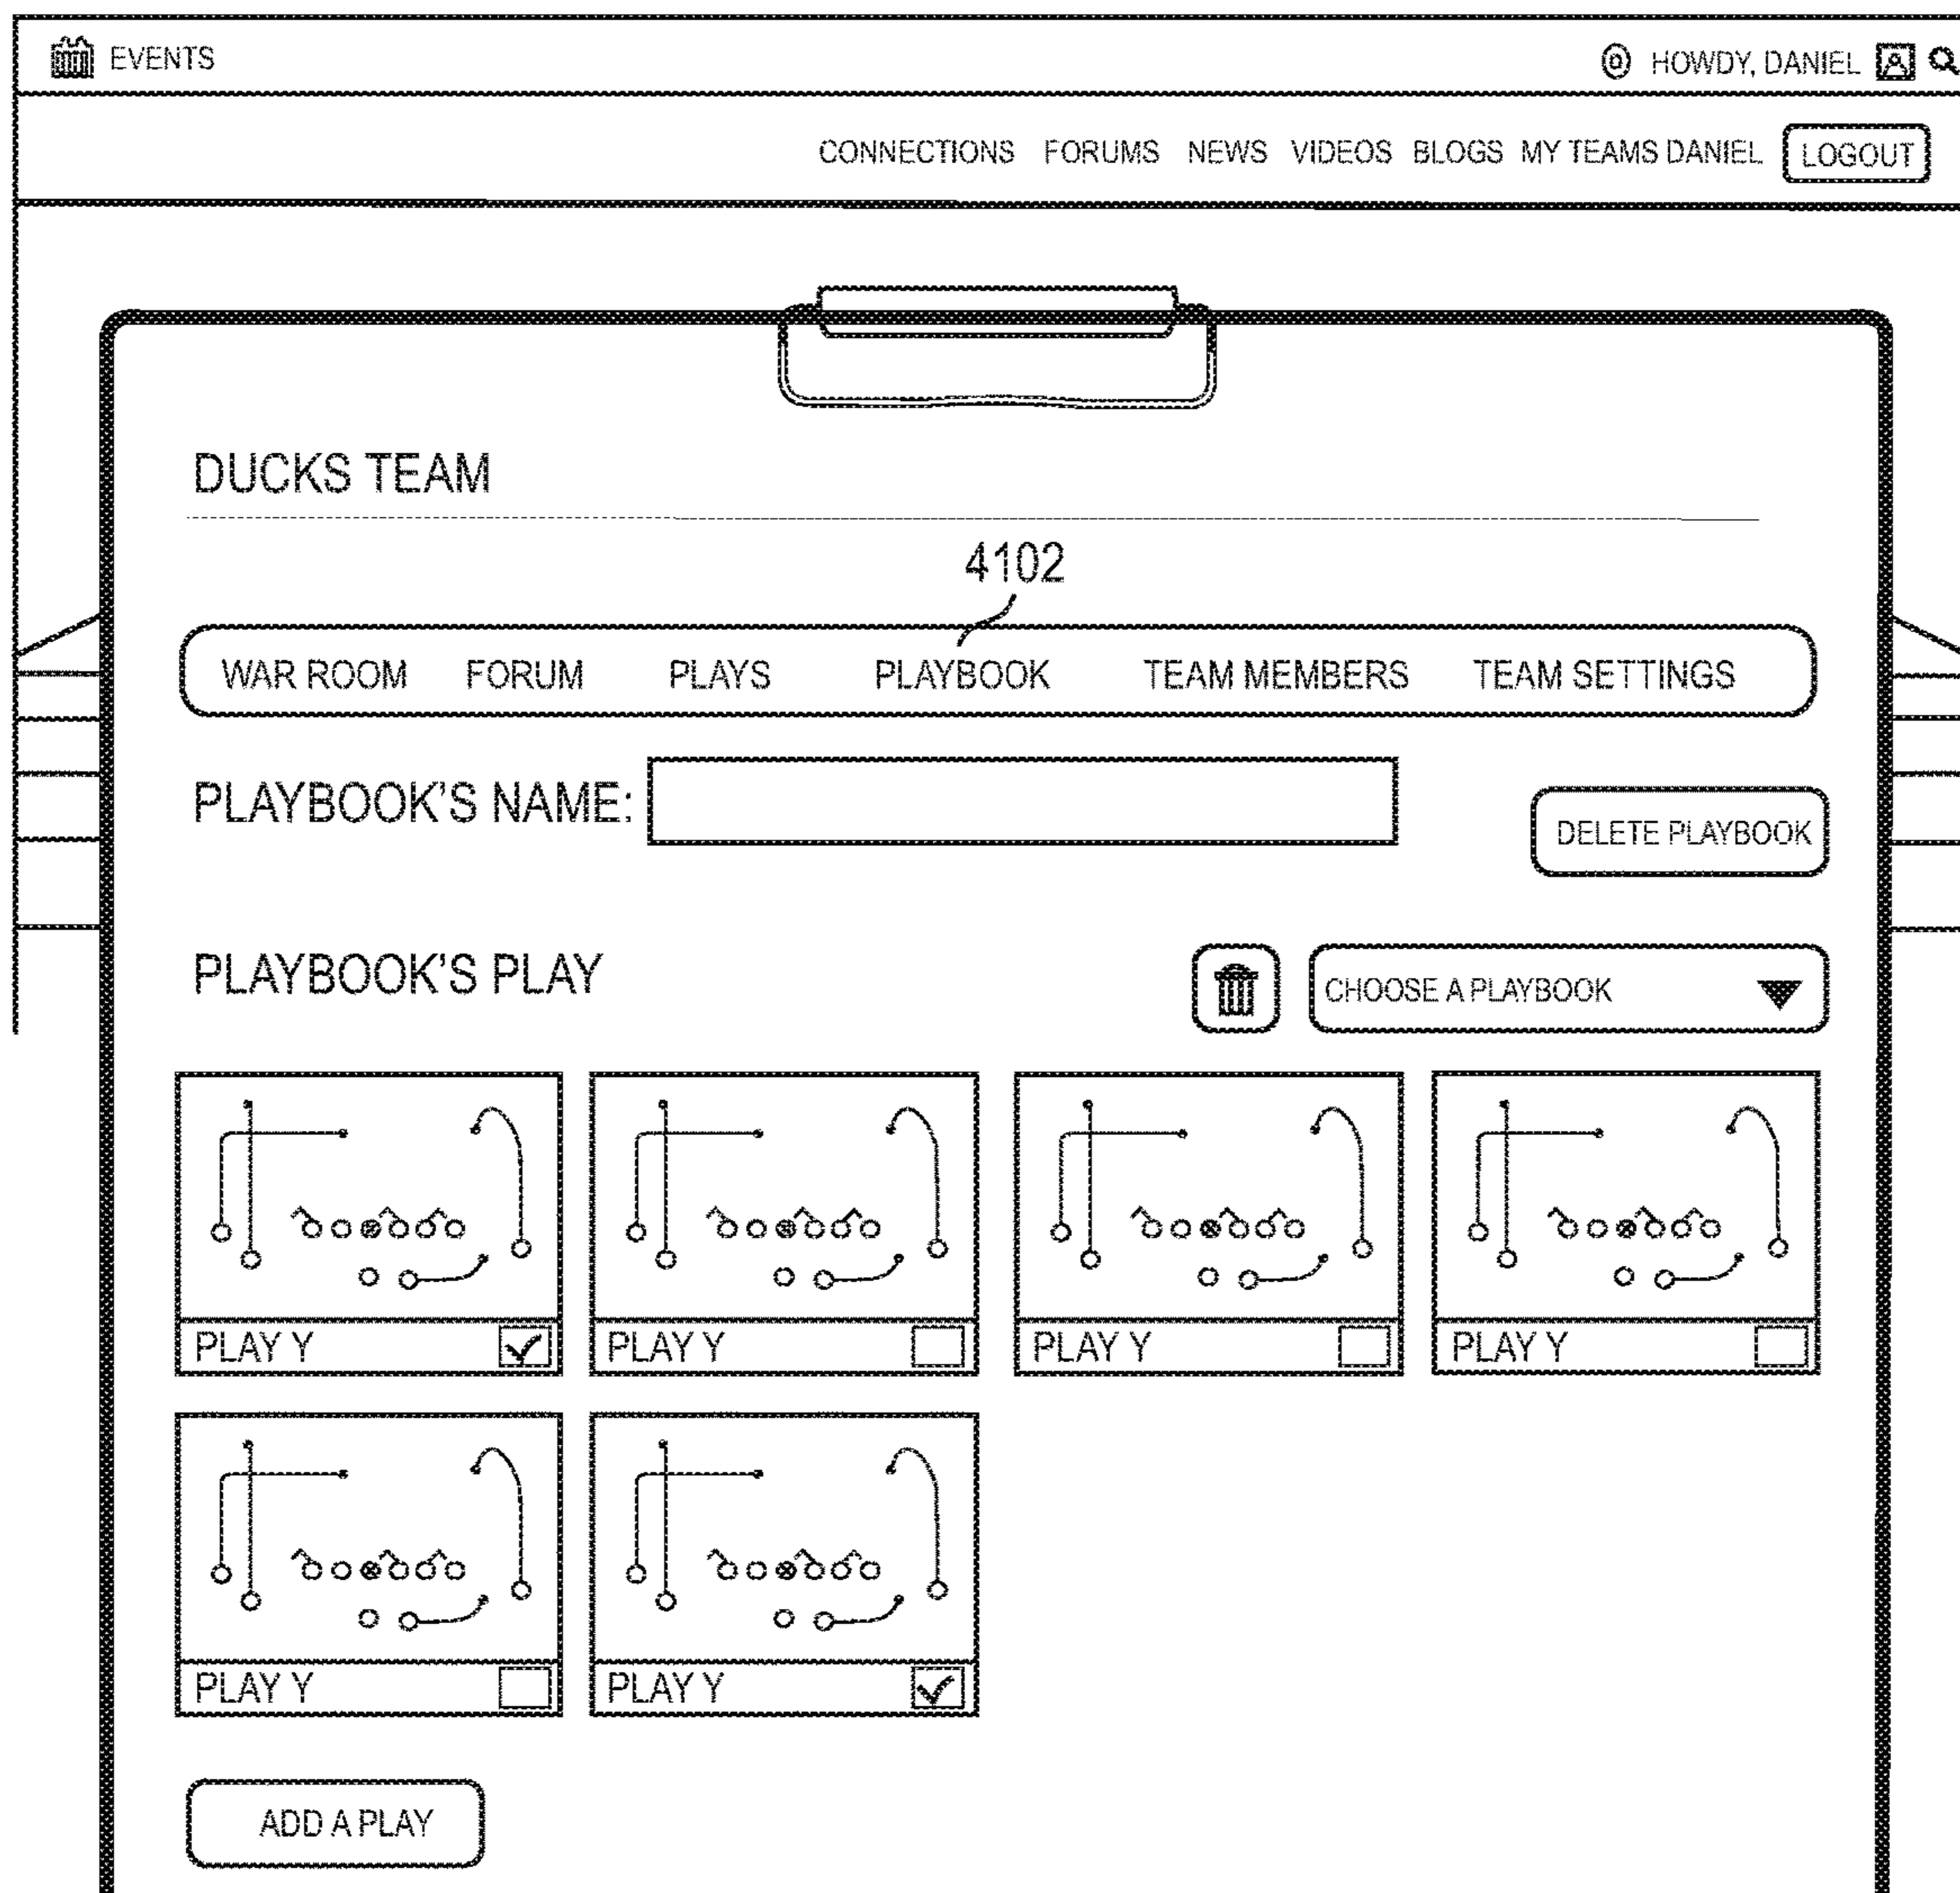 EVENTS HOWDY, DANIEL
CONNECTIONS FORUMS NEWS VIDEOS BLOGS MY TEAMS DANIEL LOGOUT
DUCKS TEAM
4102
WAR ROOM FORUM PLAYS PLAYBOOK TEAM MEMBERS TEAM SETTINGS
PLAYBOOK'S NAME:
DELETE PLAYBOOK
PLAYBOOK'S PLAY CHOOSE A PLAYBOOK
PLAY Y PLAY Y PLAY Y PLAY Y
PLAY Y PLAY Y
ADD A PLAY